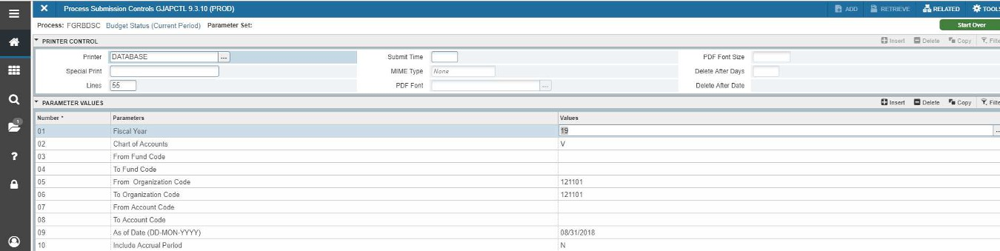 Process Submission Controls GJAPCTL 9.3.10 (PROD) ADD RETRIEVE RELATED TOOLS
Process: FGRBDSC Budget Status (Current Period) Parameter Set: Start Over
PRINTER CONTROL Insert Delete Copy Filte
Printer DATABASE ... Submit Time PDF Font Size
Special Print MIME Type None Delete After Days
Lines 55 PDF Font ... Delete After Date
PARAMETER VALUES Insert Delete Copy Filte
Number * Parameters Values
01 Fiscal Year 19 ...
02 Chart of Accounts V
03 From Fund Code
04 To Fund Code
1
05 From Organization Code 121101
? 06 To Organization Code 121101
07 From Account Code
08 To Account Code
09 As of Date (DD-MON-YYYY) 08/31/2018
10 Include Accrual Period N